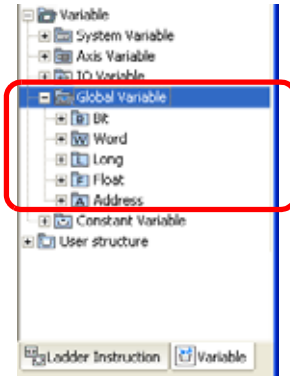 Variable
System Variable
Axis Variable
IO Variable
Global Variable
Bit
Word
Long
Float
Address
Constant Variable
User structure
Ladder Instruction Variable